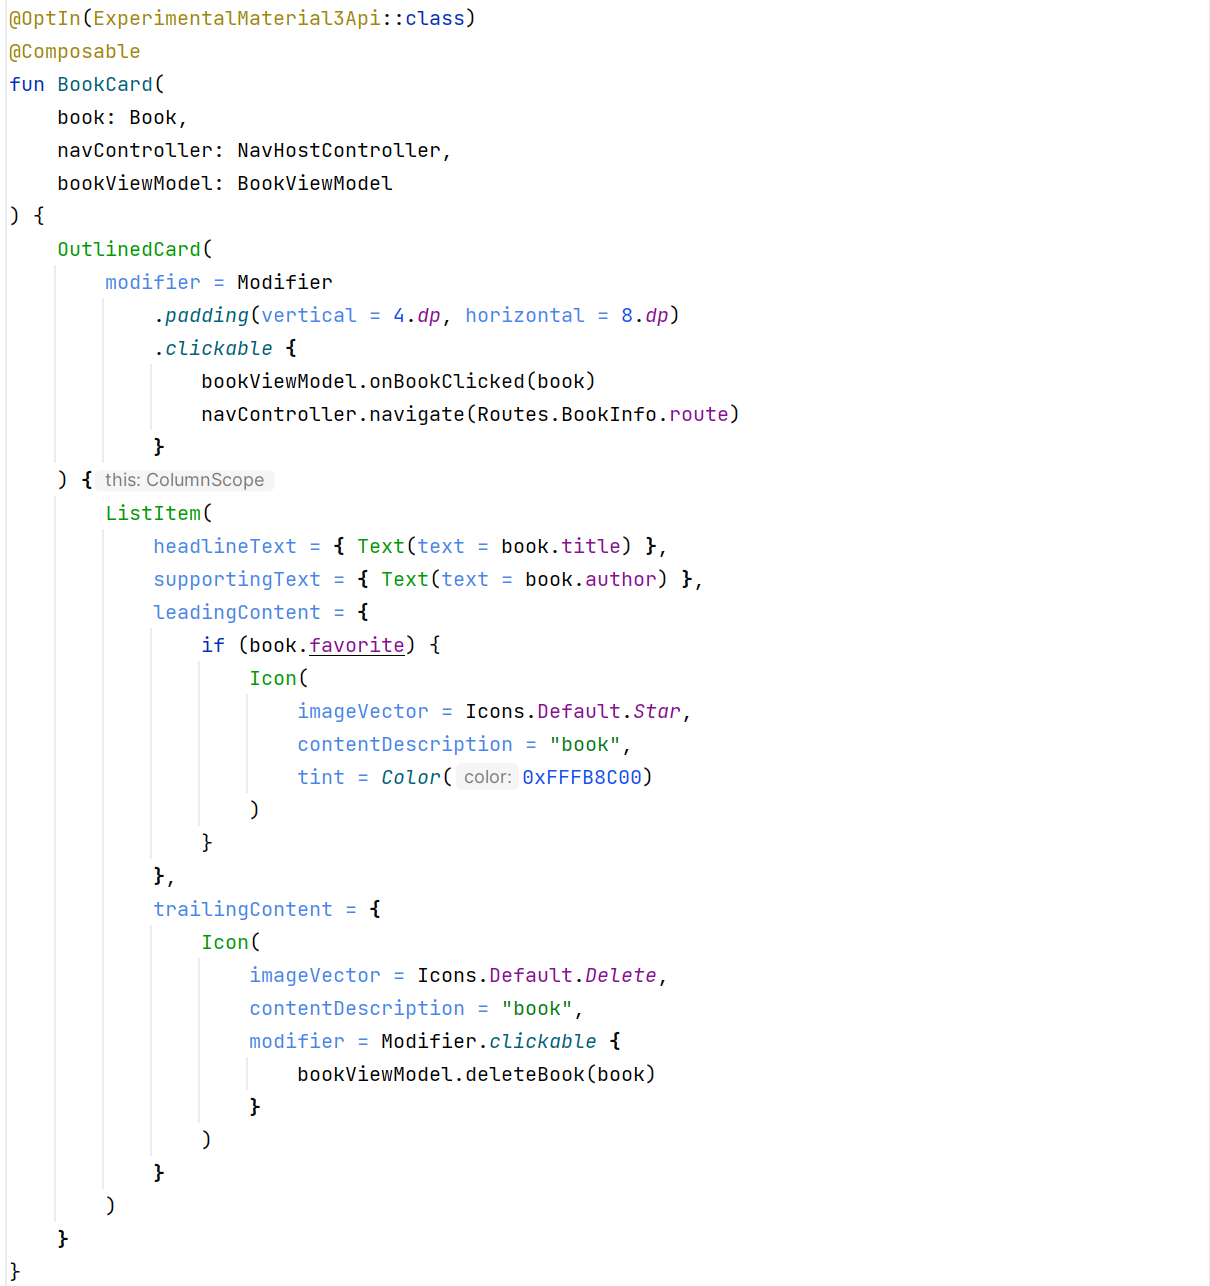 @OptIn(ExperimentalMaterial3Api::class)
@Composable
fun BookCard(
    book: Book,
    navController: NavHostController,
    bookViewModel: BookViewModel
) {
    OutlinedCard(
        modifier = Modifier
            .padding(vertical = 4.dp, horizontal = 8.dp)
            .clickable {
                bookViewModel.onBookClicked(book)
                navController.navigate(Routes.BookInfo.route)
            }
    ) { this: ColumnScope
        ListItem(
            headlineText = { Text(text = book.title) },
            supportingText = { Text(text = book.author) },
            leadingContent = {
                if (book.favorite) {
                    Icon(
                        imageVector = Icons.Default.Star,
                        contentDescription = "book",
                        tint = Color( color: 0xFFFB8C00)
                    )
                }
            },
            trailingContent = {
                Icon(
                    imageVector = Icons.Default.Delete,
                    contentDescription = "book",
                    modifier = Modifier.clickable {
                        bookViewModel.deleteBook(book)
                    }
                )
            }
        )
    }
}